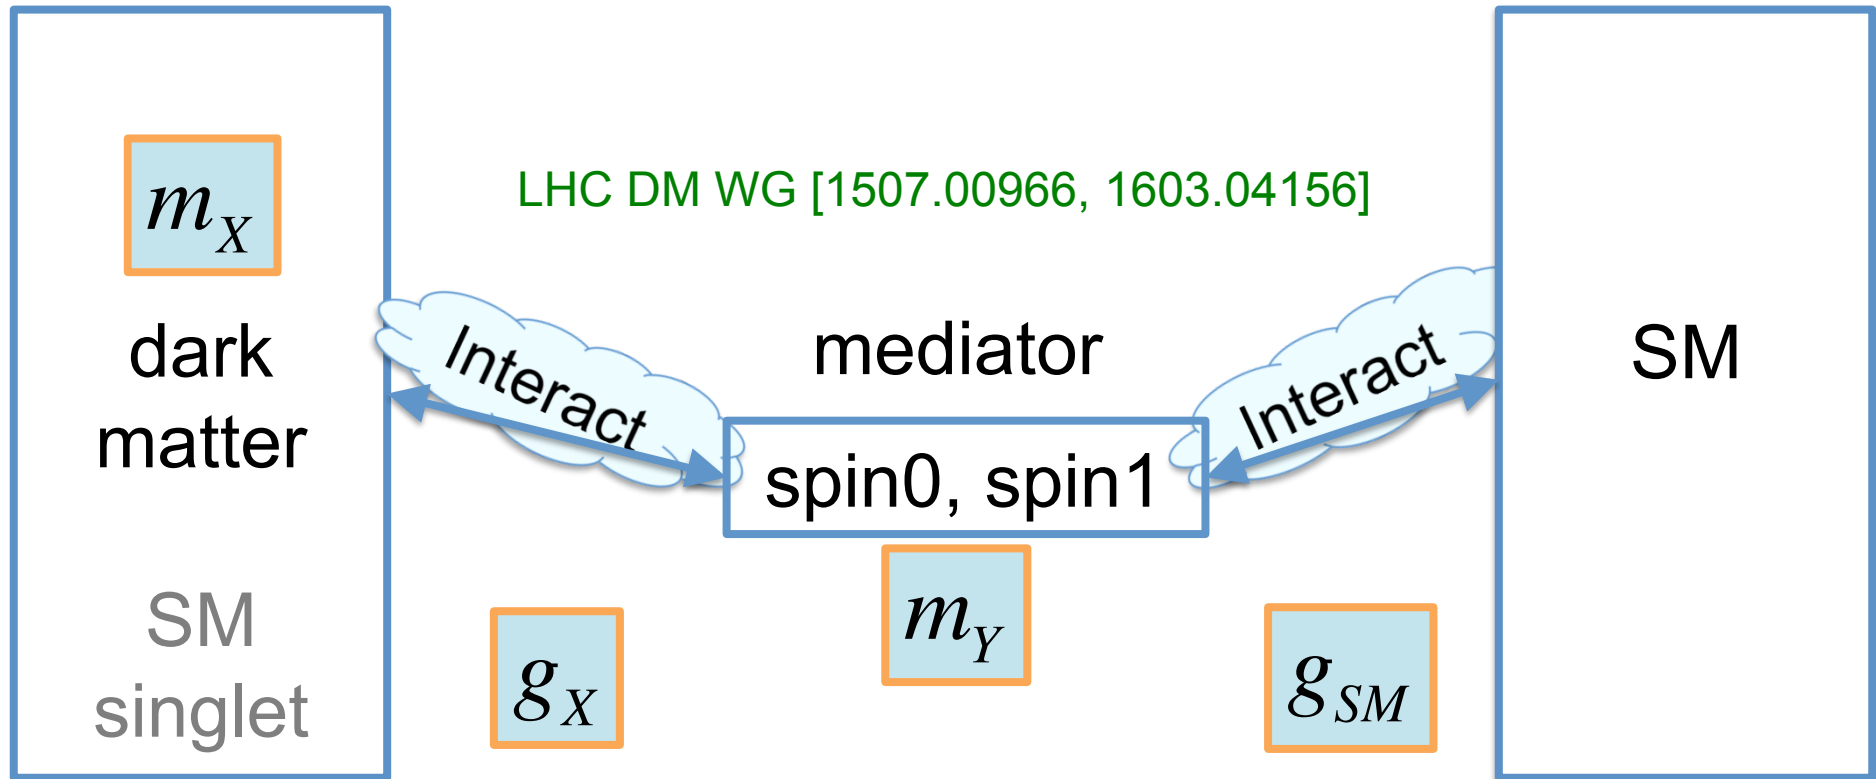 m_X
dark
matter
SM
singlet
LHC DM WG [1507.00966, 1603.04156]
Interact
mediator
Interact
spin0, spin1
m_Y
g_X
g_SM
SM